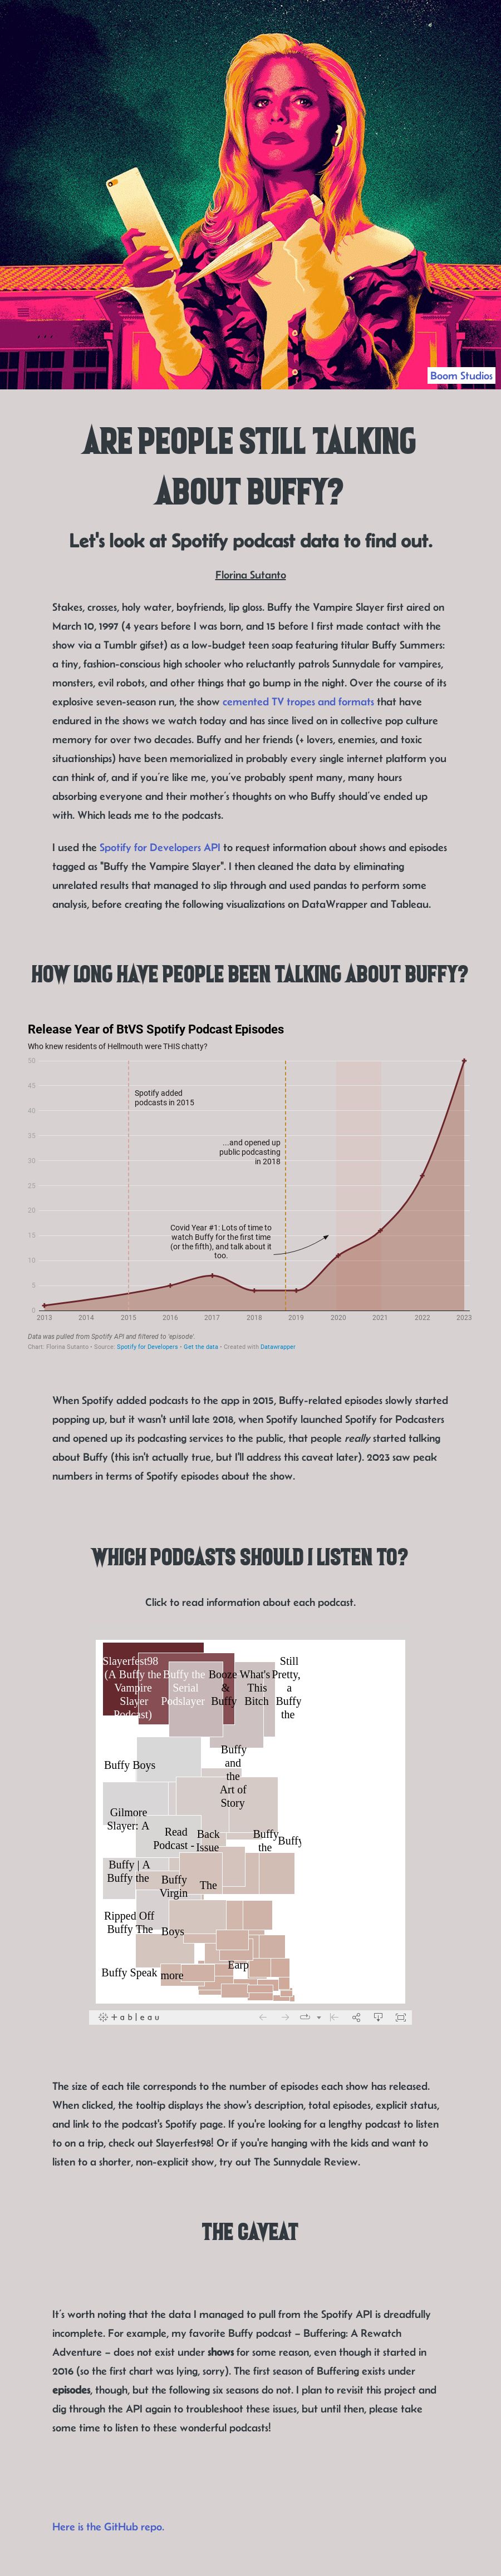 Boom Studios
ARE PEOPLE STILL TALKING
ABOUT BUFFY?
Let's look at Spotify podcast data to find out.
Florina Sutanto
Stakes, crosses, holy water, boyfriends, lip gloss. Buffy the Vampire Slayer first aired on
March 10, 1997 (4 years before I was born, and 15 before I first made contact with the
show via a Tumblr gifset) as a low-budget teen soap featuring titular Buffy Summers:
a tiny, fashion-conscious high schooler who reluctantly patrols Sunnydale for vampires,
monsters, evil robots, and other things that go bump in the night. Over the course of its
explosive seven-season run, the show cemented TV tropes and formats that have
endured in the shows we watch today and has since lived on in collective pop culture
memory for over two decades. Buffy and her friends (+ lovers, enemies, and toxic
situationships) have been memorialized in probably every single internet platform you
can think of, and if you're like me, you've probably spent many, many hours
absorbing everyone and their mother's thoughts on who Buffy should've ended up
with. Which leads me to the podcasts.
I used the Spotify for Developers API to request information about shows and episodes
tagged as "Buffy the Vampire Slayer". I then cleaned the data by eliminating
unrelated results that managed to slip through and used pandas to perform some
analysis, before creating the following visualizations on DataWrapper and Tableau.
HOW LONG HAVE PEOPLE BEEN TALKING ABOUT BUFFY?
Release Year of BtVS Spotify Podcast Episodes
Who knew residents of Hellmouth were THIS chatty?
50
45
40
35
30
25
20
15
10
5
0
Spotify added
podcasts in 2015
...and opened up
public podcasting
in 2018
Covid Year #1: Lots of time to
watch Buffy for the first time
(or the fifth), and talk about it
too.
2013 2014 2015 2016 2017 2018 2019 2020 2021 2022 2023
Data was pulled from Spotify API and filtered to 'episode'.
Chart: Florina Sutanto • Source: Spotify for Developers • Get the data • Created with Datawrapper
When Spotify added podcasts to the app in 2015, Buffy-related episodes slowly started
popping up, but it wasn't until late 2018, when Spotify launched Spotify for Podcasters
and opened up its podcasting services to the public, that people really started talking
about Buffy (this isn't actually true, but I'll address this caveat later). 2023 saw peak
numbers in terms of Spotify episodes about the show.
WHICH PODCASTS SHOULD I LISTEN TO?
Click to read information about each podcast.
Slayerfest98
(A Buffy the
Vampire
Slayer
Podcast)
Buffy the
Serial
Podslayer
Booze
&
Buffy
What's
This
Bitch
Still
Pretty,
a
Buffy
the
Buffy Boys
Buffy
and
the
Art of
Story
Gilmore
Slayer: A
Read
Podcast -
Back
Issue
Buffy
the
Buffy
Buffy | A
Buffy the
Buffy
Virgin
The
Ripped Off
Buffy The
Boys
Buffy Speak
more
Earp
+ableau
The size of each tile corresponds to the number of episodes each show has released.
When clicked, the tooltip displays the show's description, total episodes, explicit status,
and link to the podcast's Spotify page. If you're looking for a lengthy podcast to listen
to on a trip, check out Slayerfest98! Or if you're hanging with the kids and want to
listen to a shorter, non-explicit show, try out The Sunnydale Review.
THE CAVEAT
It's worth noting that the data I managed to pull from the Spotify API is dreadfully
incomplete. For example, my favorite Buffy podcast – Buffering: A Rewatch
Adventure – does not exist under shows for some reason, even though it started in
2016 (so the first chart was lying, sorry). The first season of Buffering exists under
episodes, though, but the following six seasons do not. I plan to revisit this project and
dig through the API again to troubleshoot these issues, but until then, please take
some time to listen to these wonderful podcasts!
Here is the GitHub repo.